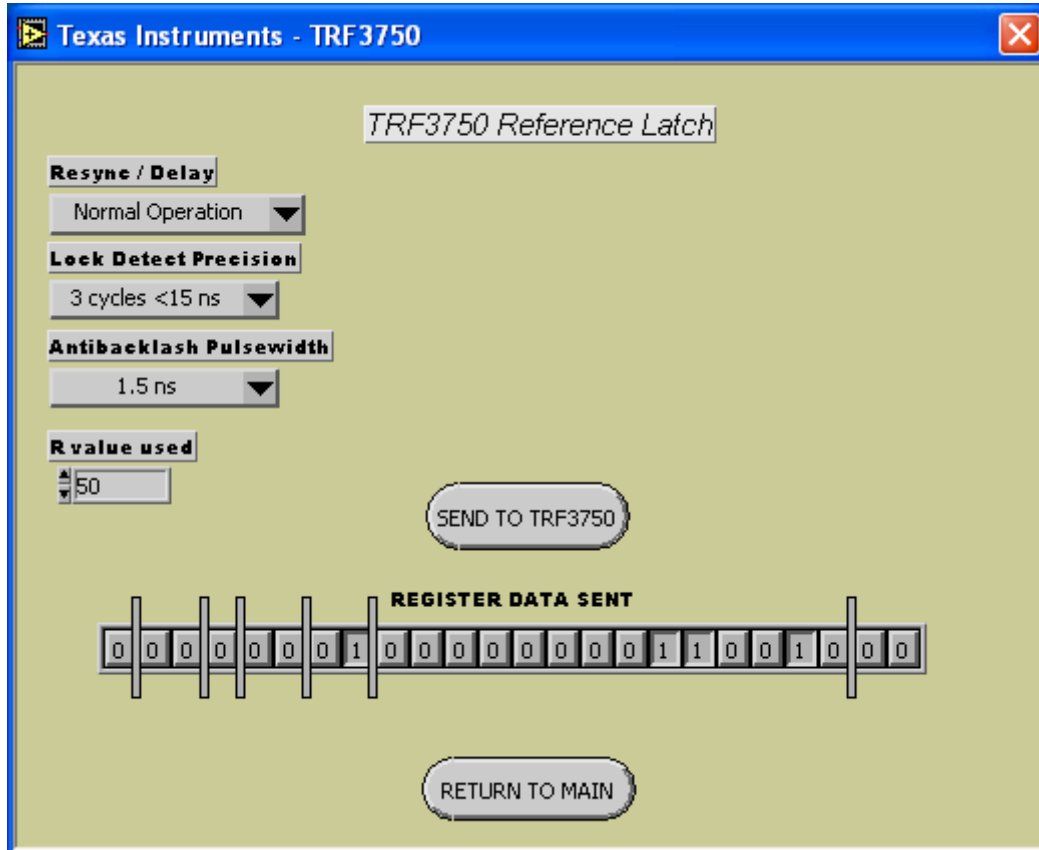 Texas Instruments - TRF3750
TRF3750 Reference Latch
Resync / Delay
Normal Operation
Lock Detect Precision
3 cycles <15 ns
Antibacklash Pulsewidth
1.5 ns
R value used
50
SEND TO TRF3750
REGISTER DATA SENT
0 0 0 0 0 0 0 1 0 0 0 0 0 0 0 0 1 1 0 0 1 0 0 0
RETURN TO MAIN